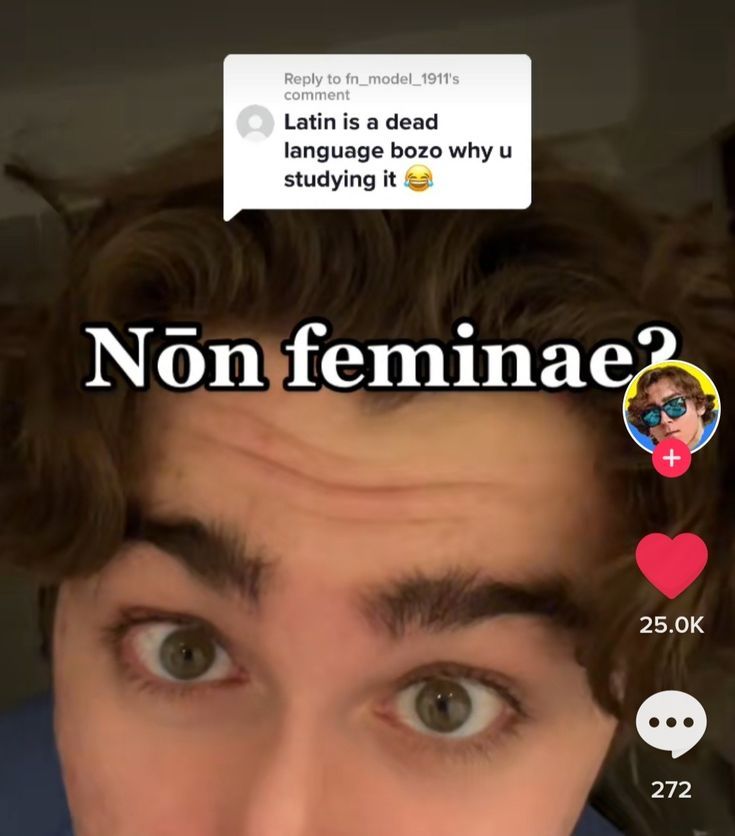 Reply to fn_model_1911's
comment
Latin is a dead
language bozo why u
studying it 😂
Nōn feminae?
25.0K
272